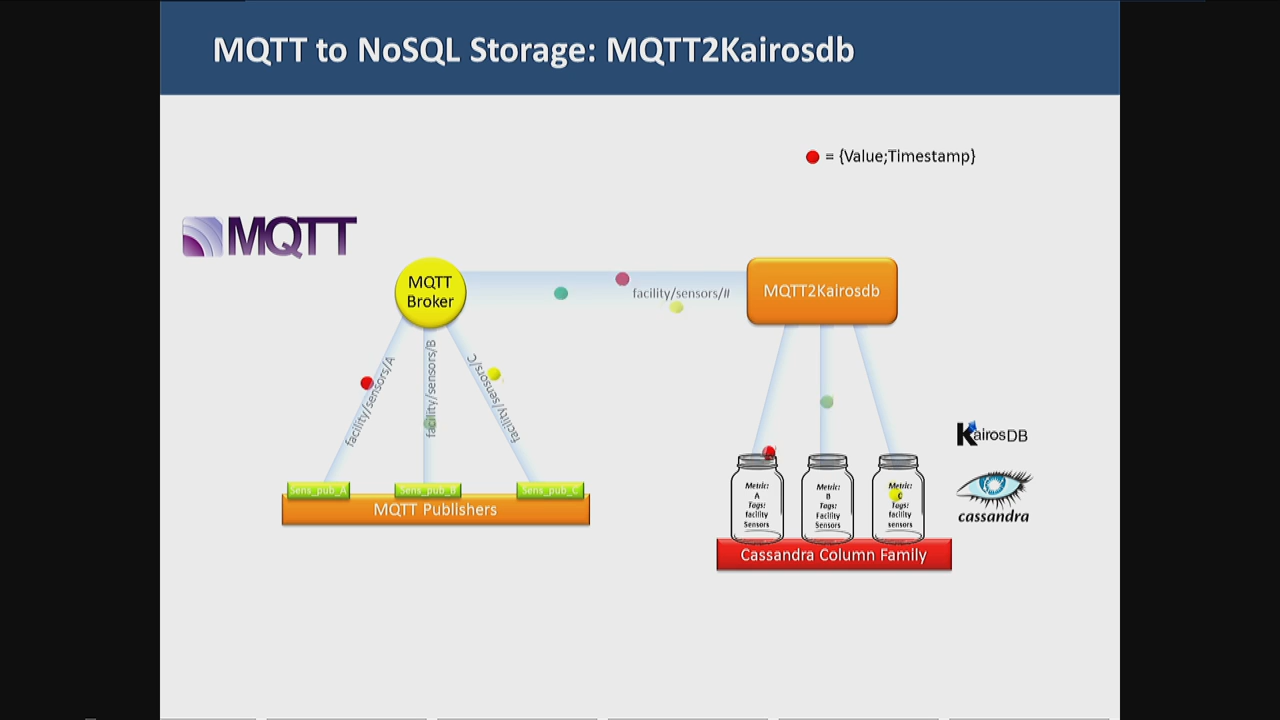 MQTT to NoSQL Storage: MQTT2Kairosdb
= {Value;Timestamp}
MQTT
MQTT
Broker
facility/sensors/#
MQTT2Kairosdb
facility/sensors/A
facility/sensors/B
facility/sensors/C
Sens_pub_A
Sens_pub_B
Sens_pub_C
MQTT Publishers
Metric:
A
Tags:
facility
Sensors
Metric:
B
Tags:
Facility
Sensors
Metric:
C
Tags:
facility
sensors
Cassandra Column Family
KairosDB
cassandra